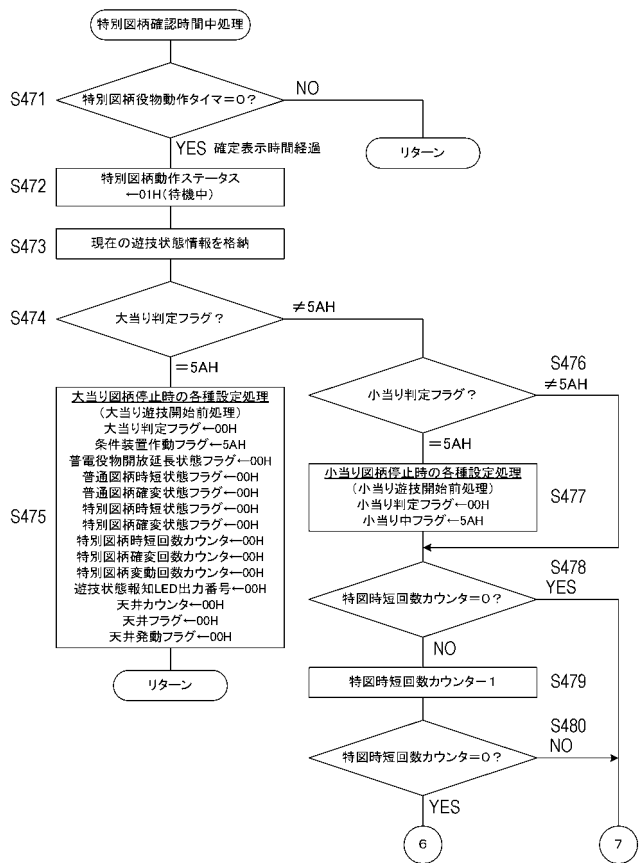 特別図柄確認時間中処理
S471
特別図柄役物動作タイマ=0?
NO
リターン
YES 確定表示時間経過
S472
特別図柄動作ステータス
←01H(待機中)
S473
現在の遊技状態情報を格納
S474
大当り判定フラグ?
≠5AH
=5AH
S475
大当り図柄停止時の各種設定処理
(大当り遊技開始前処理)
大当り判定フラグ←00H
条件装置作動フラグ←5AH
普電役物開放延長状態フラグ←00H
普通図柄時短状態フラグ←00H
普通図柄確変状態フラグ←00H
特別図柄時短状態フラグ←00H
特別図柄確変状態フラグ←00H
特別図柄時短回数カウンタ←00H
特別図柄確変回数カウンタ←00H
特別図柄変動回数カウンタ←00H
遊技状態報知LED出力番号←00H
天井カウンタ←00H
天井フラグ←00H
天井発動フラグ←00H
リターン
S476
小当り判定フラグ?
≠5AH
=5AH
小当り図柄停止時の各種設定処理
(小当り遊技開始前処理)
小当り判定フラグ←00H
小当り中フラグ←5AH
S477
S478
特図時短回数カウンタ=0?
YES
NO
特図時短回数カウンター1
S479
S480
特図時短回数カウンタ=0?
NO
YES
6
7